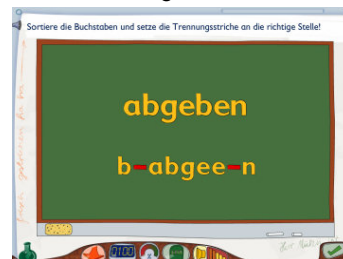 Sortiere die Buchstaben und setze die Trennungsstriche an die richtige Stelle!
abgeben
b-abgee-n